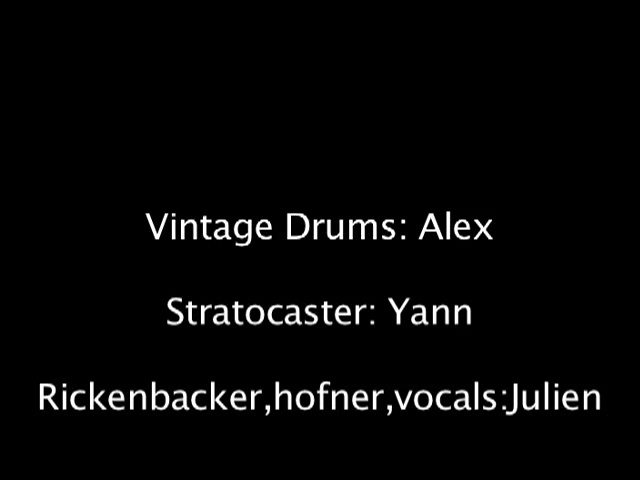 Vintage Drums: Alex
Stratocaster: Yann
Rickenbacker,hofner,vocals:Julien